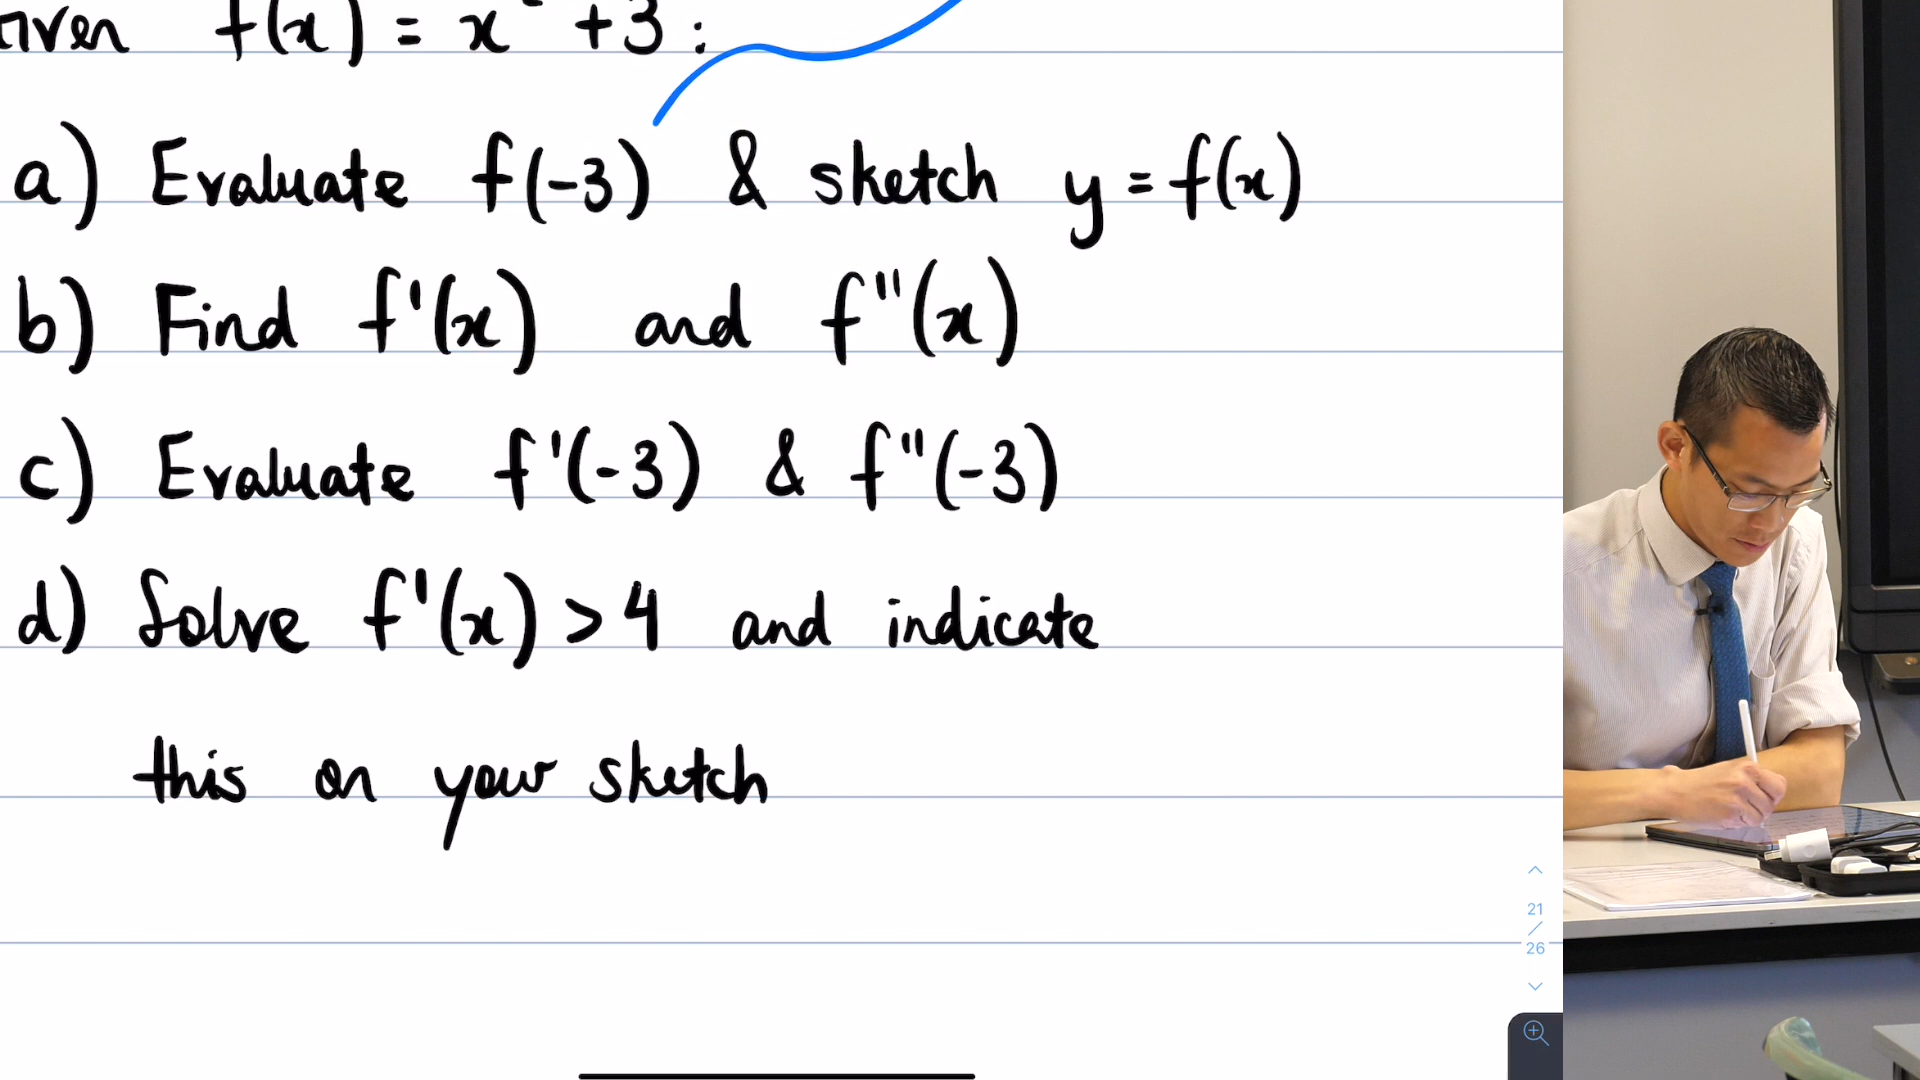 f(x) = x² + 3 :
a) Evaluate f(-3) & sketch y = f(x)
b) Find f'(x) and f"(x)
c) Evaluate f'(-3) & f"(-3)
d) Solve f'(x) > 4 and indicate
this on your sketch
21
/
26